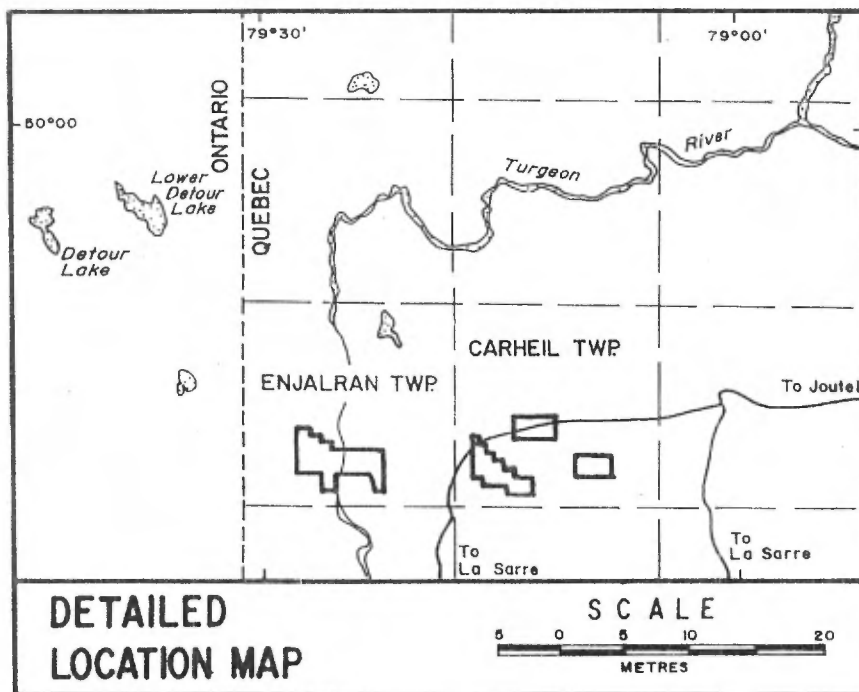 79°30'
79°00'
50°00'
ONTARIO
QUEBEC
Lower
Detour
Lake
Detour
Lake
Turgeon
River
CARHEIL TWP.
ENJALRAN TWP.
To Joutel
To
La Sarre
To
La Sarre
DETAILED
LOCATION MAP
SCALE
5 0 5 10 15 20
METRES